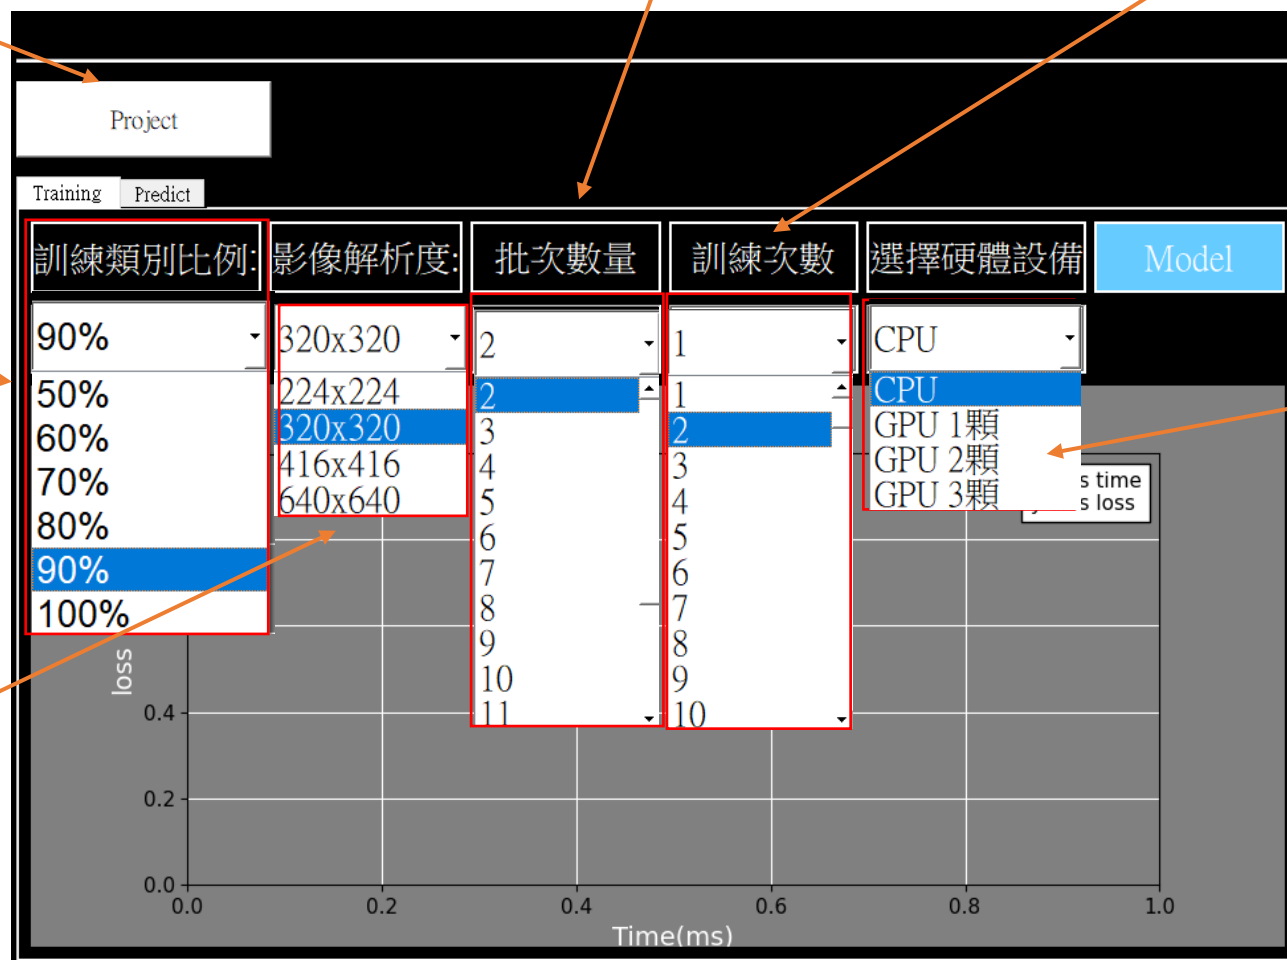 Project
Training Predict
訓練類別比例: 影像解析度: 批次數量 訓練次數 選擇硬體設備 Model
90% 320x320 2 1 CPU
50%
60%
70%
80%
90%
100%
224x224
320x320
416x416
640x640
2
3
4
5
6
7
8
9
10
11
1
2
3
4
5
6
7
8
9
10
CPU
GPU 1顆
GPU 2顆
GPU 3顆
s time
s loss
loss
0.4
0.2
0.0
0.0 0.2 0.4 0.6 0.8 1.0
Time(ms)